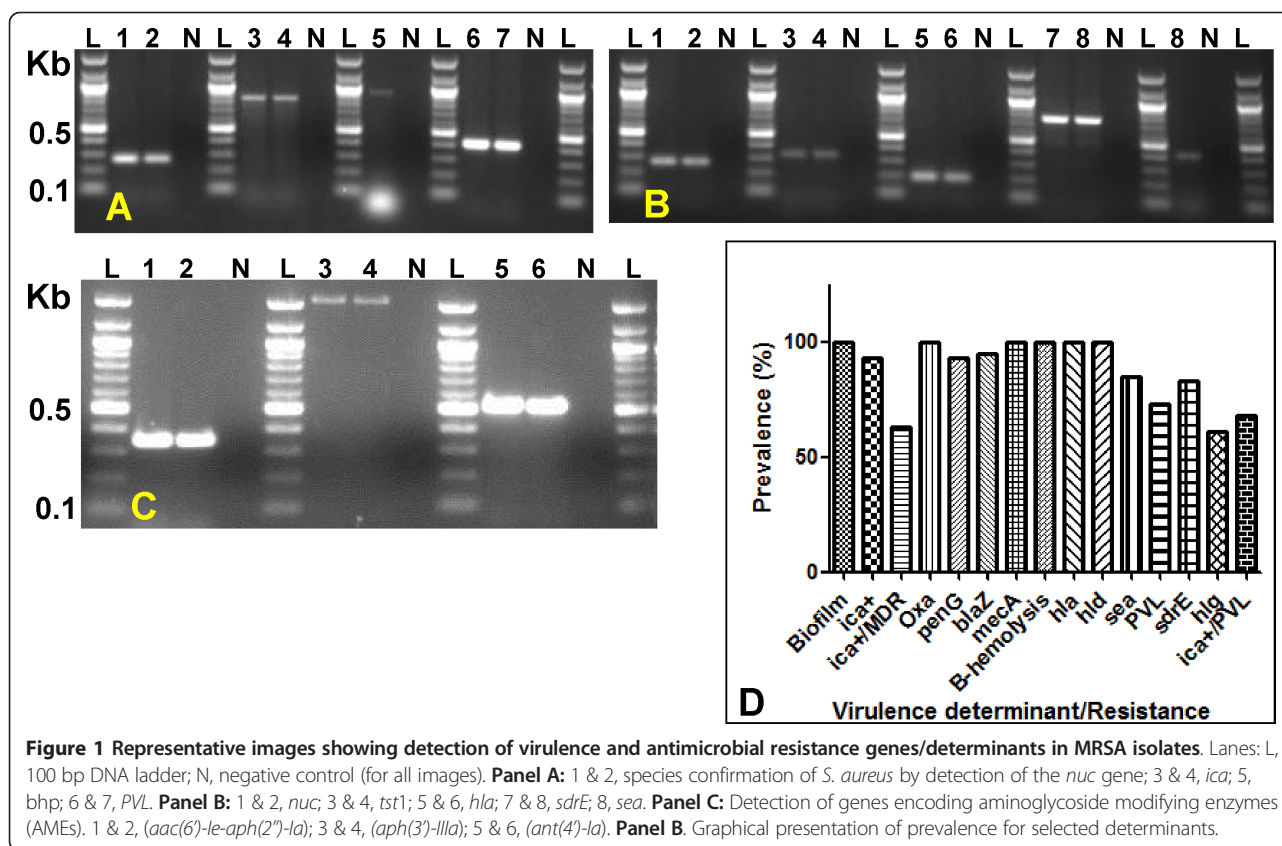 L 1 2 N L 3 4 N L 5 N L 6 7 N L
Kb
0.5
0.1
A
L 1 2 N L 3 4 N L 5 6 N L 7 8 N L 8 N L
B
L 1 2 N L 3 4 N L 5 6 N L
Kb
0.5
0.1
C
Prevalence (%)
100
50
0
Biofilm
ica+
ica+/MDR
Oxa
penG
blaZ
mecA
B-hemolysis
hla
hld
sea
PVL
sdrE
hlg
ica+/PVL
D
Virulence determinant/Resistance
Figure 1 Representative images showing detection of virulence and antimicrobial resistance genes/determinants in MRSA isolates. Lanes: L,
100 bp DNA ladder; N, negative control (for all images). Panel A: 1 & 2, species confirmation of S. aureus by detection of the nuc gene; 3 & 4, ica; 5,
bhp; 6 & 7, PVL. Panel B: 1 & 2, nuc; 3 & 4, tst1; 5 & 6, hla; 7 & 8, sdrE; 8, sea. Panel C: Detection of genes encoding aminoglycoside modifying enzymes
(AMEs). 1 & 2, (aac(6')-Ie-aph(2")-Ia); 3 & 4, (aph(3')-IIIa); 5 & 6, (ant(4')-Ia). Panel B. Graphical presentation of prevalence for selected determinants.